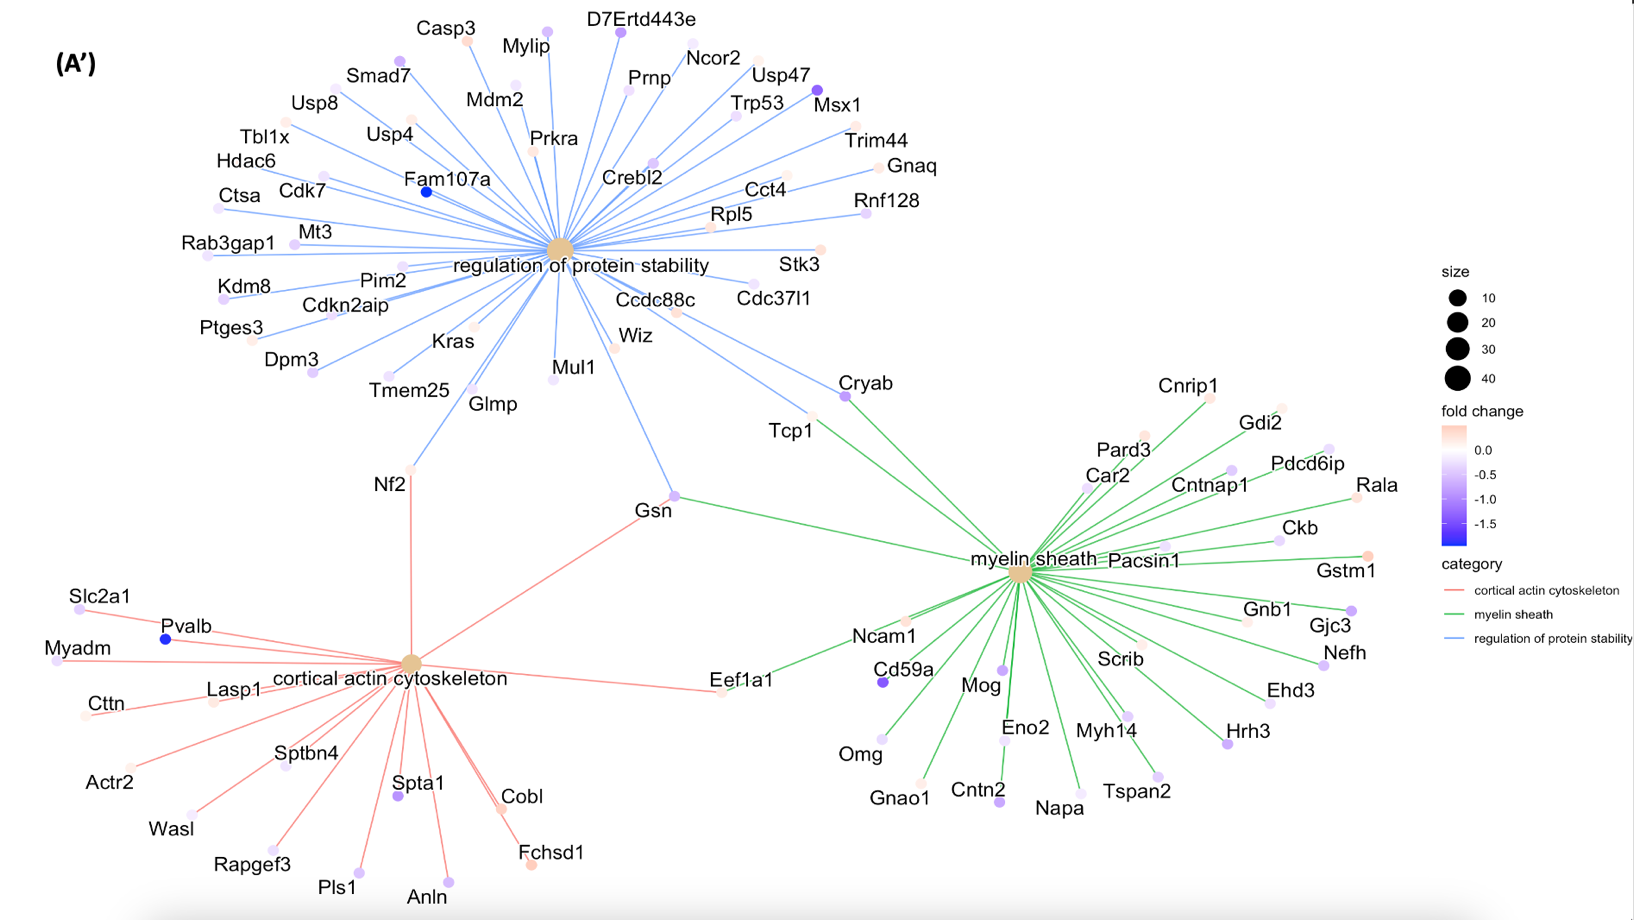 (A’)
D7Ertd443e
Casp3
Mylip
Ncor2
Smad7
Prnp
Usp47
Usp8
Mdm2
Trp53
Msx1
Tbl1x
Usp4
Prkra
Trim44
Hdac6
Gnaq
Cdk7
Fam107a
Crebl2
Cct4
Ctsa
Rnf128
Rpl5
Mt3
Rab3gap1
regulation of protein stability
Stk3
Pim2
Kdm8
Cdkn2aip
Ccdc88c
Cdc37l1
Ptges3
Kras
Wiz
Dpm3
Mul1
Tmem25
Glmp
Cryab
Tcp1
Nf2
Gsn
Cnrip1
Gdi2
Pard3
Pdcd6ip
Car2
Cntnap1
Rala
Ckb
myelin sheath
Pacsin1
Gstm1
Gnb1
Gjc3
Ncam1
Nefh
Scrib
Cd59a
Mog
Ehd3
Eno2
Myh14
Hrh3
Omg
Gnao1
Cntn2
Napa
Tspan2
Slc2a1
Pvalb
Myadm
cortical actin cytoskeleton
Eef1a1
Lasp1
Cttn
Sptbn4
Actr2
Spta1
Cobl
Wasl
Rapgef3
Fchsd1
Pls1
Anln
size
10
20
30
40
fold change
0.0
-0.5
-1.0
-1.5
category
cortical actin cytoskeleton
myelin sheath
regulation of protein stability